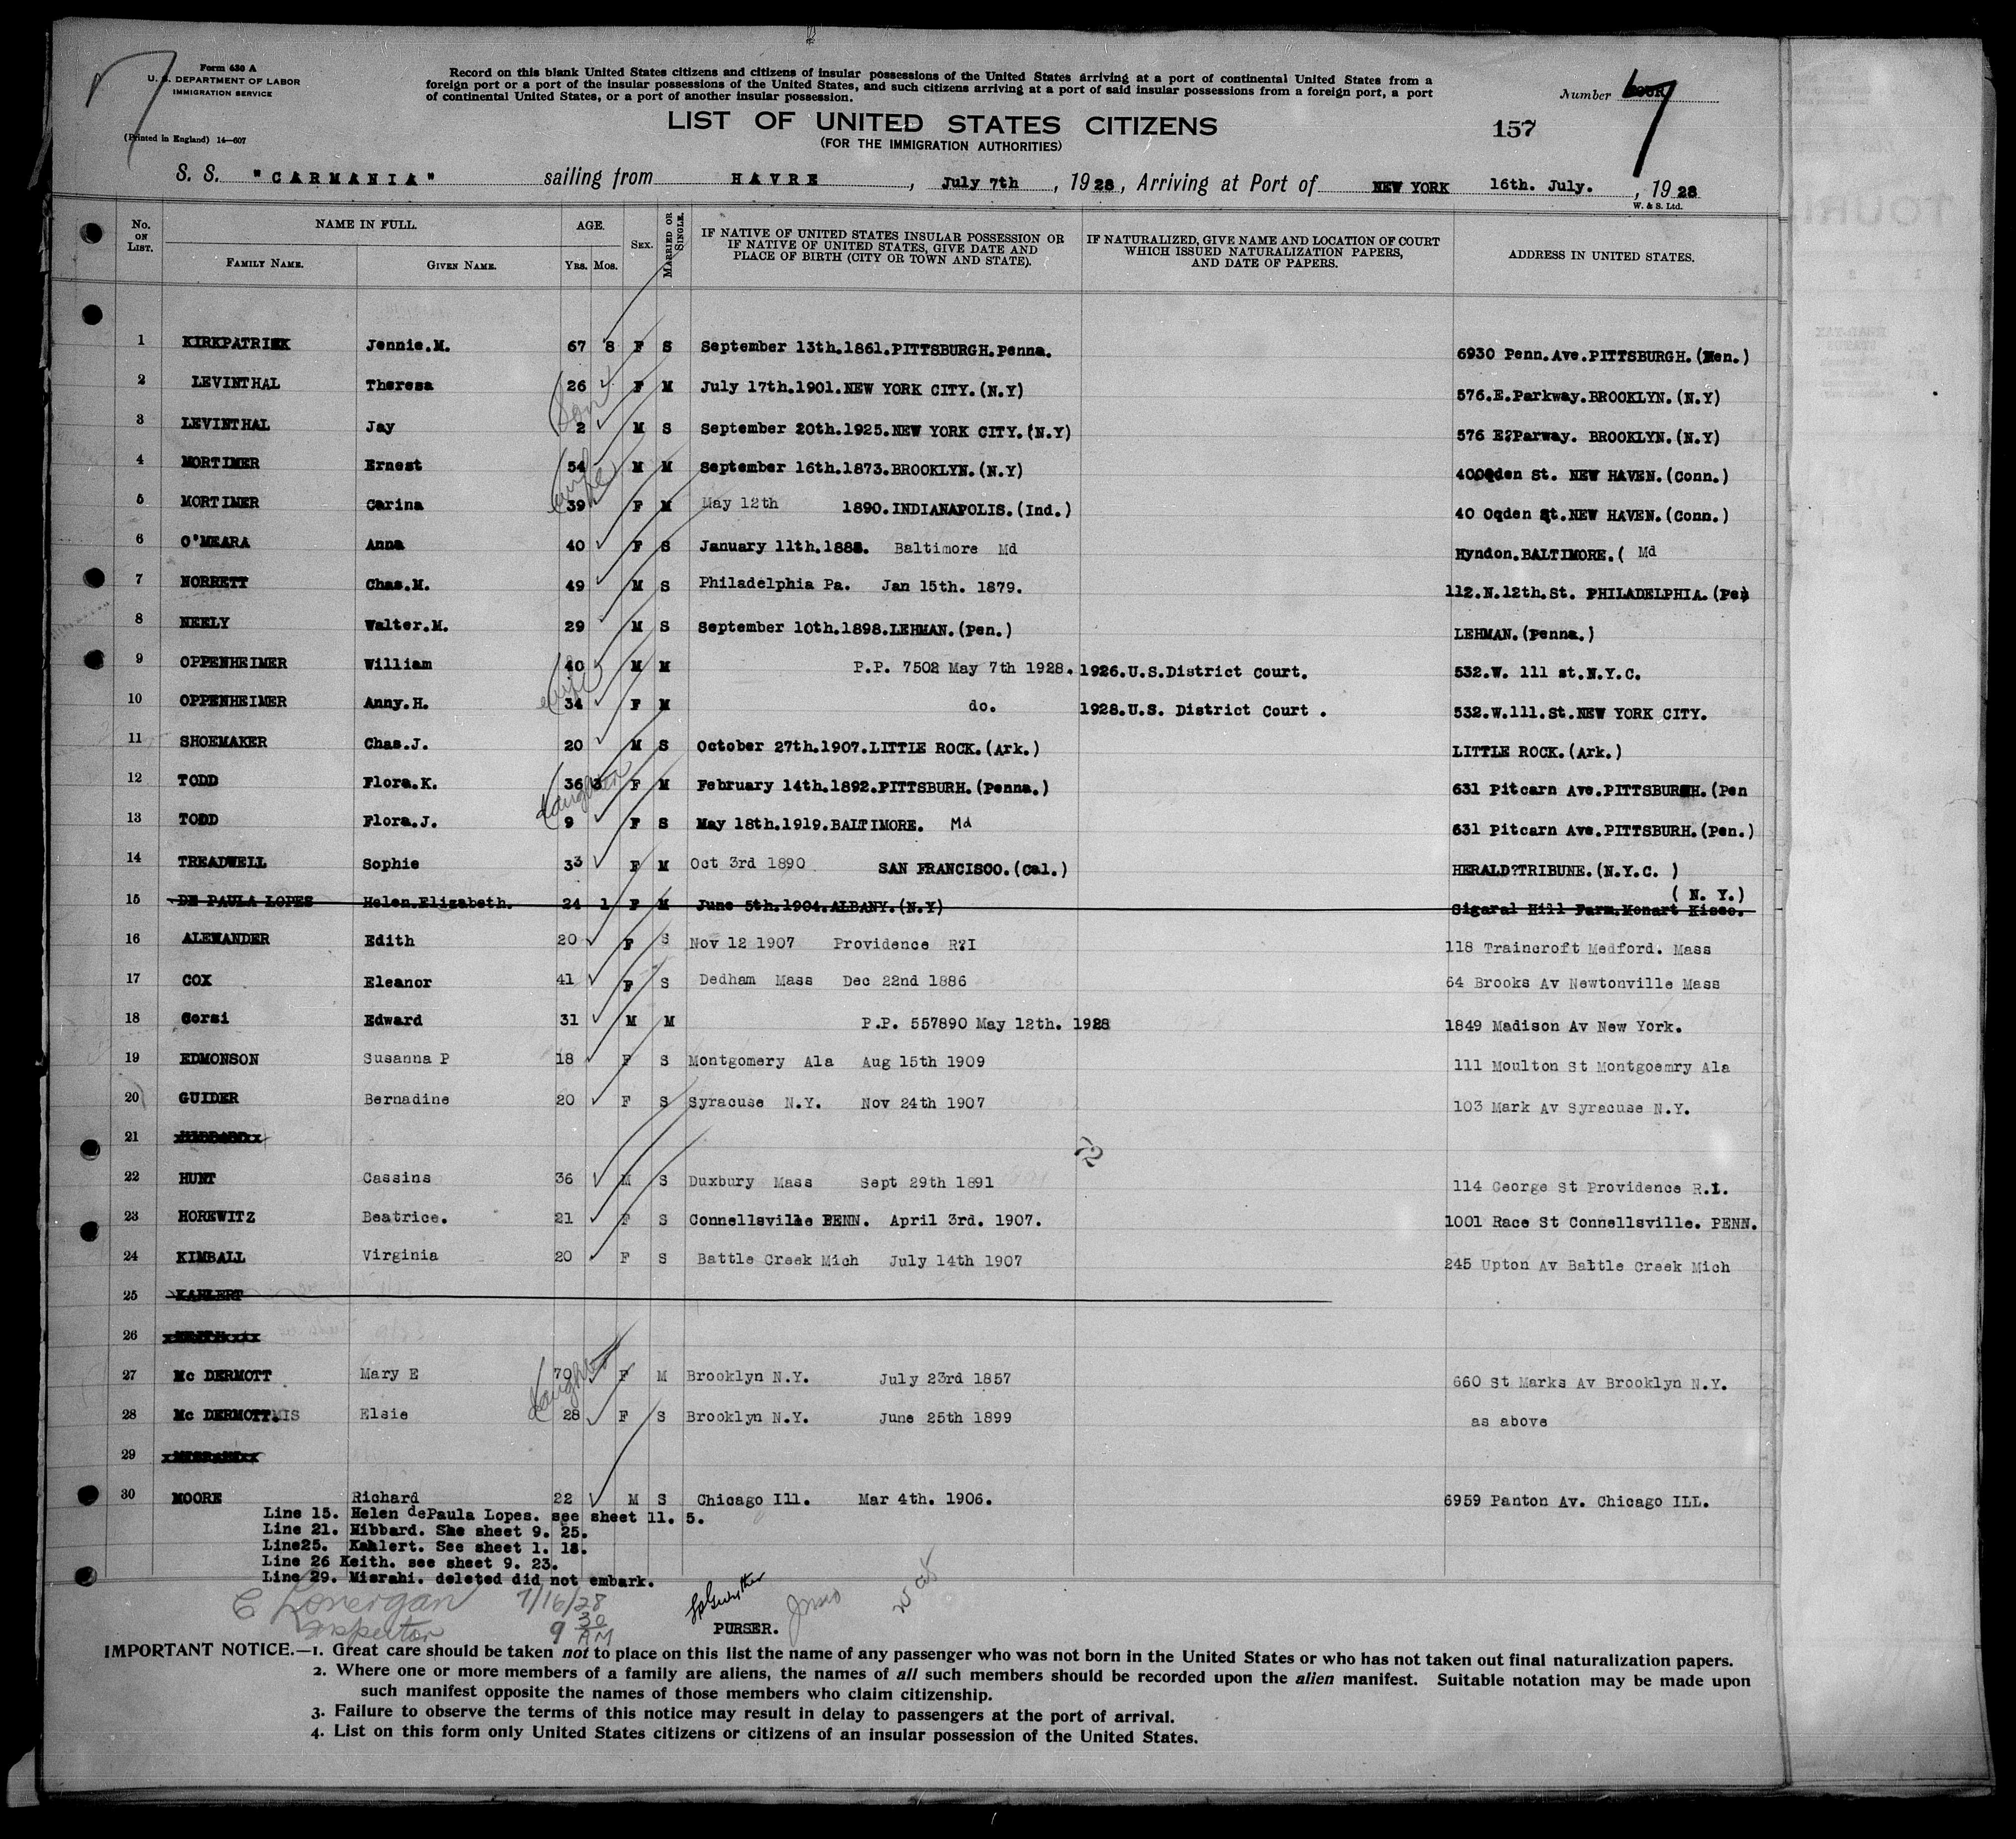 Form 630 A
U. S. DEPARTMENT OF LABOR
IMMIGRATION SERVICE
(Printed in England) 14—607
7
Record on this blank United States citizens and citizens of insular possessions of the United States arriving at a port of continental United States from a
foreign port or a port of the insular possessions of the United States, and such citizens arriving at a port of said insular possessions from a foreign port, a port
of continental United States, or a port of another insular possession.
Number 7
LIST OF UNITED STATES CITIZENS
(FOR THE IMMIGRATION AUTHORITIES)
157
S. S. "CARMANIA" sailing from HAVRE, July 7th, 1928, Arriving at Port of NEW YORK 16th. July., 1928
W. & S. Ltd.
No. ON LIST. NAME IN FULL. FAMILY NAME. GIVEN NAME. AGE. YRS. MOS. SEX. MARRIED OR SINGLE. IF NATIVE OF UNITED STATES INSULAR POSSESSION OR IF NATIVE OF UNITED STATES, GIVE DATE AND PLACE OF BIRTH (CITY OR TOWN AND STATE). IF NATURALIZED, GIVE NAME AND LOCATION OF COURT WHICH ISSUED NATURALIZATION PAPERS, AND DATE OF PAPERS. ADDRESS IN UNITED STATES.
1 KIRKPATRICK Jennie.M. 67 8 F S September 13th.1861.PITTSBURGH.Penna. 6930 Penn.Ave.PITTSBURGH.(Pen.)
2 LEVINTHAL Theresa 26 F M July 17th.1901.NEW YORK CITY.(N.Y) 576.E.Parkway.BROOKLYN.(N.Y)
3 LEVINTHAL Jay son 2 M S September 20th.1925.NEW YORK CITY.(N.Y) 576 E?Parway. BROOKLYN.(N.Y)
4 MORTIMER Ernest 54 M M September 16th.1873.BROOKLYN.(N.Y) 40Oqden St. NEW HAVEN.(Conn.)
5 MORTIMER Carina wife 39 F M May 12th 1890.INDIANAPOLIS.(Ind.) 40 Oqden St.NEW HAVEN.(Conn.)
6 O'MEARA Anna 40 F S January 11th.1888. Baltimore Md Hyndon.BALTIMORE.( Md
7 NORRETT Chas.M. 49 M S Philadelphia Pa. Jan 15th. 1879. 112.N.12th.St. PHILADELPHIA.(Pen)
8 NEELY Walter.M. 29 M S September 10th.1898.LEHMAN.(Pen.) LEHMAN.(Penna.)
9 OPPENHEIMER William 40 M M P.P. 7502 May 7th 1928. 1926.U.S.District Court. 532.W. 111 st.N.Y.C.
10 OPPENHEIMER Anny.H. wife 34 F M do. 1928.U.S. District Court . 532.W.111.St.NEW YORK CITY.
11 SHOEMAKER Chas.J. 20 M S October 27th.1907.LITTLE ROCK.(Ark.) LITTLE ROCK.(Ark.)
12 TODD Flora.K. 36 3 F M February 14th.1892.PITTSBURH.(Penna.) 631 Pitcarn Ave.PITTSBURGH.(Pen
13 TODD Flora.J. daughter 9 F S May 18th.1919.BALTIMORE. Md 631 Pitcarn Ave.PITTSBURH.(Pen.)
14 TREADWELL Sophie 33 F M Oct 3rd 1890 SAN FRANCISCO.(Cal.) HERALD?TRIBUNE.(N.Y.C. )
15 DE PAULA LOPES Helen.Elizabeth. 24 1 F M June 5th.1904.ALBANY.(N.Y) Sigaral Hill Farm.Monart Kisco. ( N. Y.)
16 ALEXANDER Edith 20 F S Nov 12 1907 Providence R?I 118 Traincroft Medford. Mass
17 COX Eleanor 41 F S Dedham Mass Dec 22nd 1886 64 Brooks Av Newtonville Mass
18 Corsi Edward 31 M M P.P. 557890 May 12th. 1928 1849 Madison Av New York.
19 EDMONSON Susanna P 18 F S Montgomery Ala Aug 15th 1909 111 Moulton St Montgoemry Ala
20 GUIDER Bernadine 20 F S Syracuse N.Y. Nov 24th 1907 103 Mark Av Syracuse N.Y.
21
22 HUNT Cassins 36 M S Duxbury Mass Sept 29th 1891 114 George St Providence R.I.
23 HOREWITZ Beatrice. 21 F S Connellsville PENN. April 3rd. 1907. 1001 Race St Connellsville. PENN.
24 KIMBALL Virginia 20 F S Battle Creek Mich July 14th 1907 245 Upton Av Battle Creek Mich
25 KAHLERT
26
27 Mc DERMOTT Mary E 70 F M Brooklyn N.Y. July 23rd 1857 660 St Marks Av Brooklyn N.Y.
28 Mc DERMOTT Elsie daughter 28 F S Brooklyn N.Y. June 25th 1899 as above
29
30 MOORE Richard 22 M S Chicago Ill. Mar 4th. 1906. 6959 Panton Av. Chicago ILL.
Line 15. Helen dePaula Lopes. see sheet 11. 5.
Line 21. Hibbard. She sheet 9. 25.
Line25. Kahlert. See sheet 1. 18.
Line 26 Keith. see sheet 9. 23.
Line 29. Misrahi. deleted did not embark.
C Lonergan 7/16/28
Inspector 9 30 AM
PURSER.
IMPORTANT NOTICE.—1. Great care should be taken not to place on this list the name of any passenger who was not born in the United States or who has not taken out final naturalization papers.
2. Where one or more members of a family are aliens, the names of all such members should be recorded upon the alien manifest. Suitable notation may be made upon
such manifest opposite the names of those members who claim citizenship.
3. Failure to observe the terms of this notice may result in delay to passengers at the port of arrival.
4. List on this form only United States citizens or citizens of an insular possession of the United States.